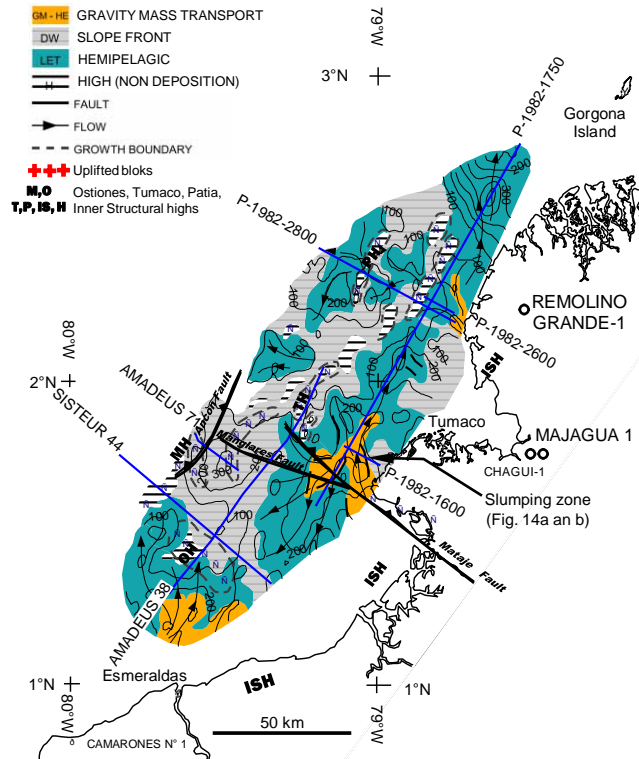 GM - HE GRAVITY MASS TRANSPORT
DW SLOPE FRONT
LET HEMIPELAGIC
H HIGH (NON DEPOSITION)
FAULT
FLOW
GROWTH BOUNDARY
Uplifted bloks
M,O Ostiones, Tumaco, Patia,
T,P, IS, H Inner Structural highs
79
°W
3°N
P-1982-1750
Gorgona
Island
P-1982-2800
PH
REMOLINO
GRANDE-1
P-1982-2600
ISH
80
°W
2°N
AMADEUS 7
Ancon Fault
SISTEUR 44
MH
TH
Manglares Fault
Tumaco
MAJAGUA 1
CHAGUI-1
P-1982-1600
Slumping zone
(Fig. 14a an b)
Mataje Fault
OH
ISH
AMADEUS 38
ISH
Esmeraldas
1°N
1°N
80
°W
79
°W
50 km
CAMARONES N° 1